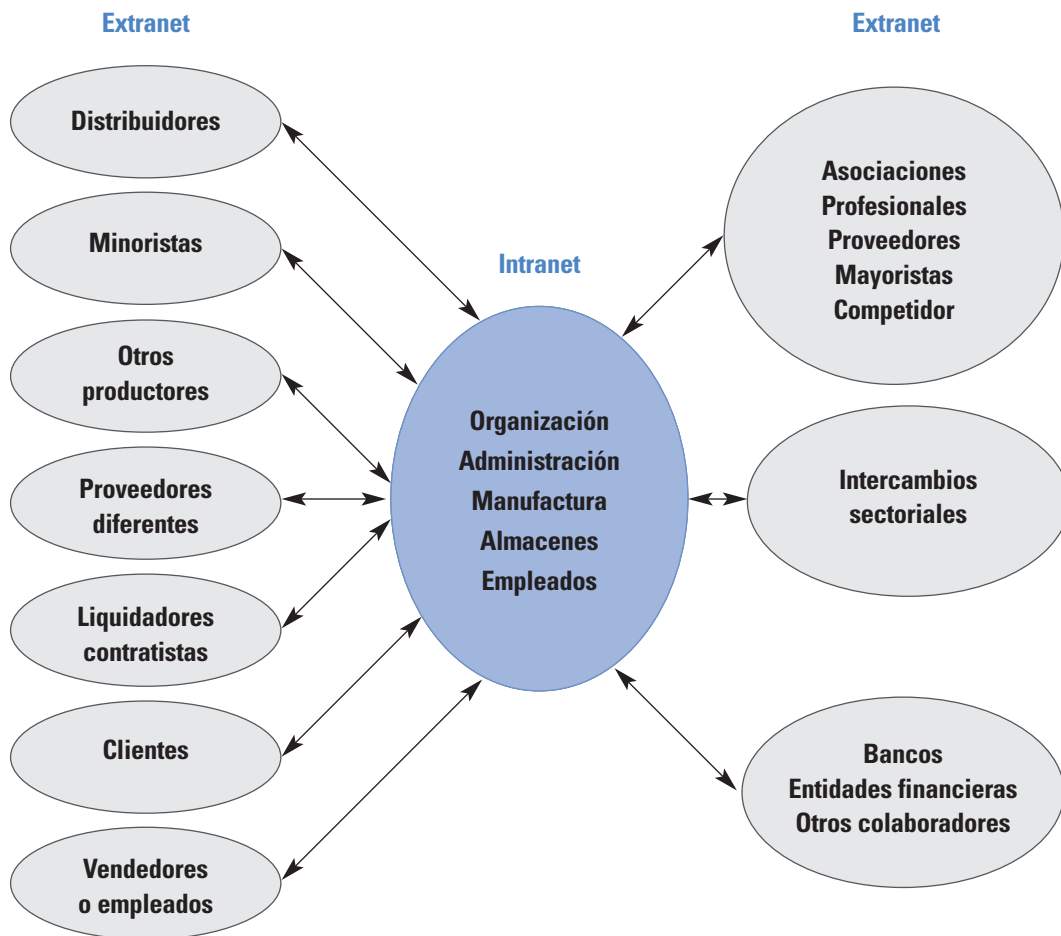 Extranet
Extranet
Distribuidores
Minoristas
Otros
productores
Proveedores
diferentes
Liquidadores
contratistas
Clientes
Vendedores
o empleados
Intranet
Organización
Administración
Manufactura
Almacenes
Empleados
Asociaciones
Profesionales
Proveedores
Mayoristas
Competidor
Intercambios
sectoriales
Bancos
Entidades financieras
Otros colaboradores